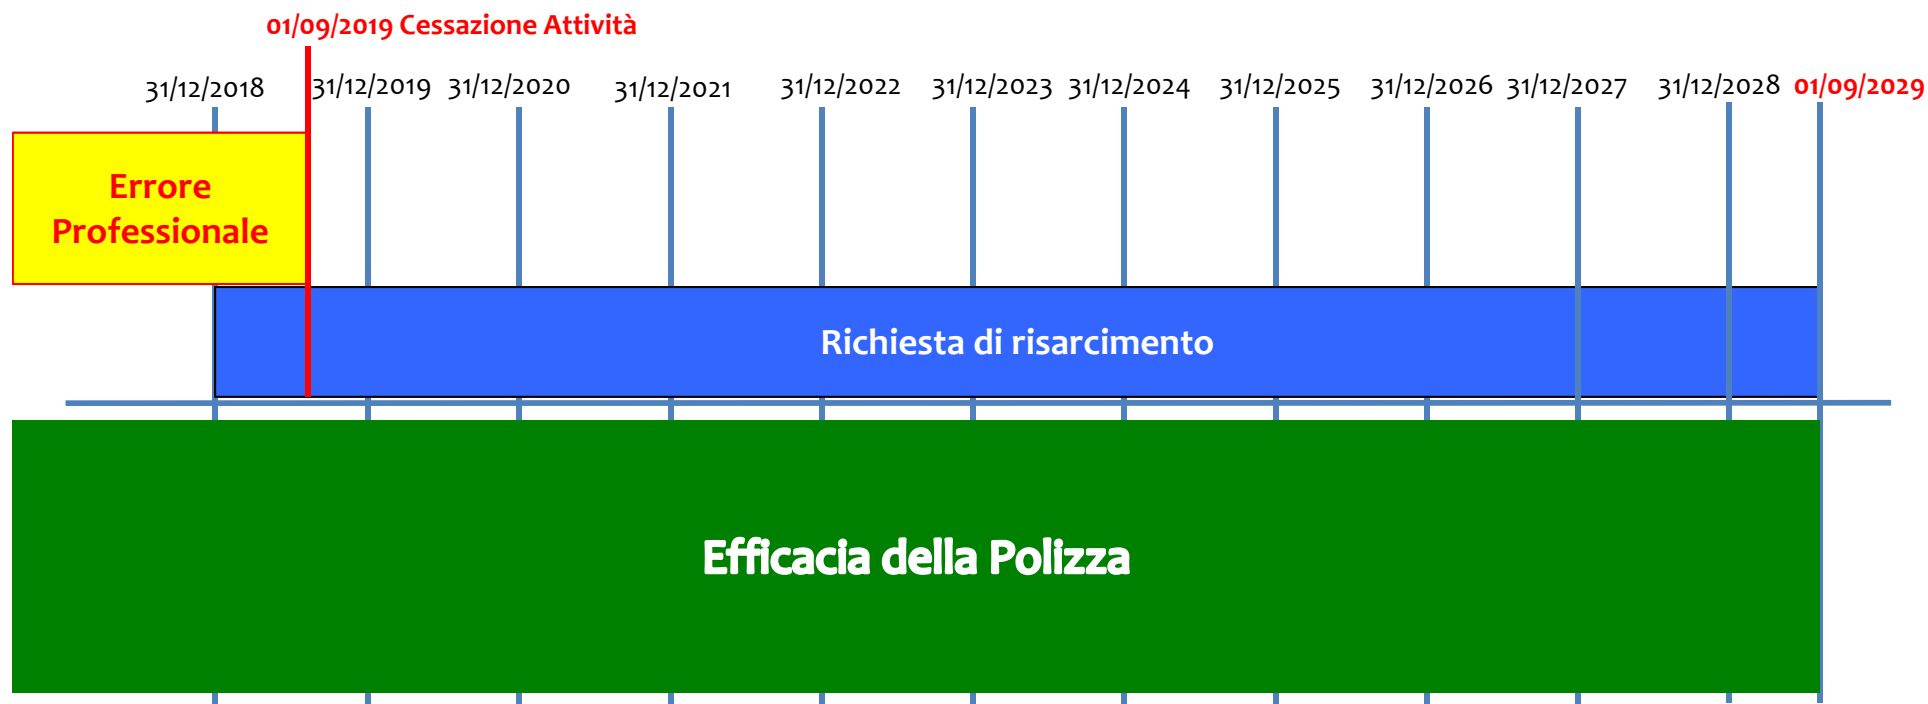 01/09/2019 Cessazione Attività
31/12/2018 31/12/2019 31/12/2020 31/12/2021 31/12/2022 31/12/2023 31/12/2024 31/12/2025 31/12/2026 31/12/2027 31/12/2028 01/09/2029
Errore
Professionale
Richiesta di risarcimento
Efficacia della Polizza